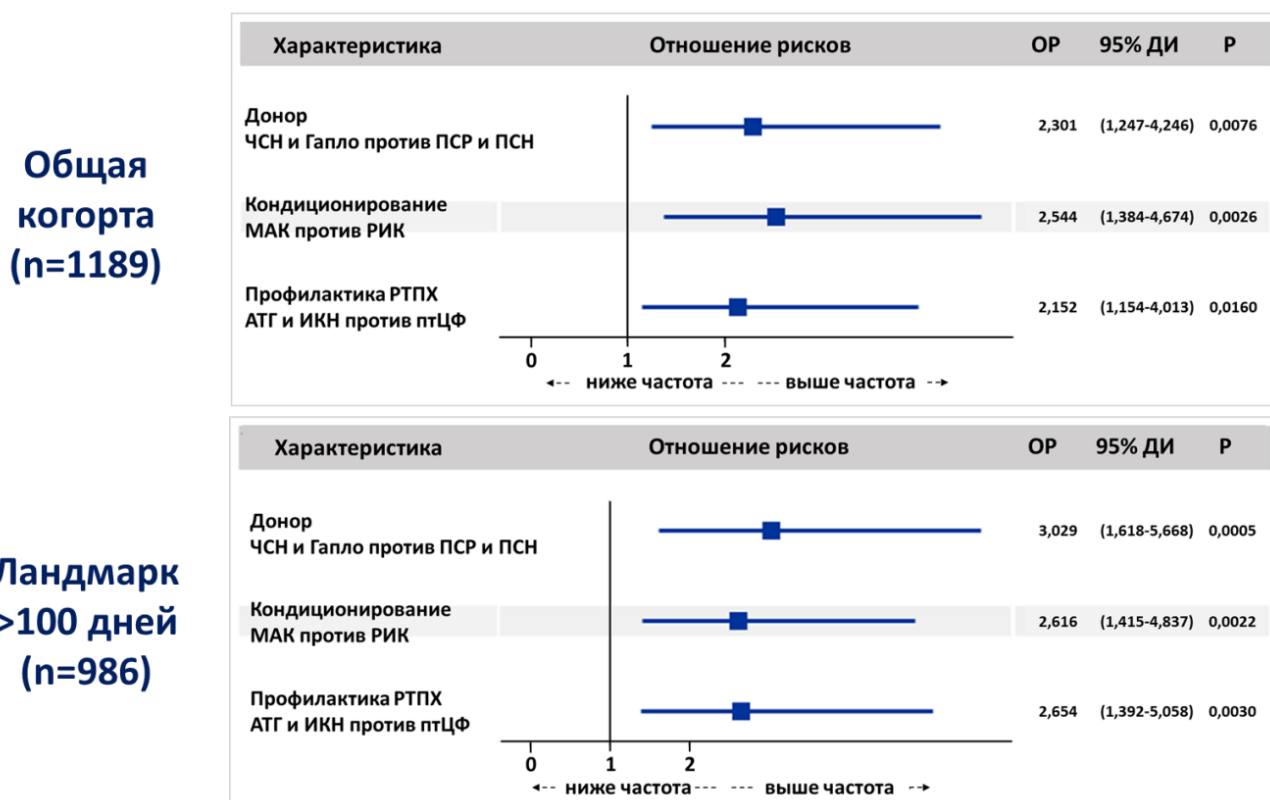 Общая
когорта
(n=1189)
Характеристика Отношение рисков ОР 95% ДИ Р
Донор
ЧСН и Гапло против ПСР и ПСН 2,301 (1,247-4,246) 0,0076
Кондиционирование
МАК против РИК 2,544 (1,384-4,674) 0,0026
Профилактика РТПХ
АТГ и ИКН против птЦФ 2,152 (1,154-4,013) 0,0160
0 1 2
ниже частота выше частота
Ландмарк
>100 дней
(n=986)
Характеристика Отношение рисков ОР 95% ДИ Р
Донор
ЧСН и Гапло против ПСР и ПСН 3,029 (1,618-5,668) 0,0005
Кондиционирование
МАК против РИК 2,616 (1,415-4,837) 0,0022
Профилактика РТПХ
АТГ и ИКН против птЦФ 2,654 (1,392-5,058) 0,0030
0 1 2
ниже частота выше частота